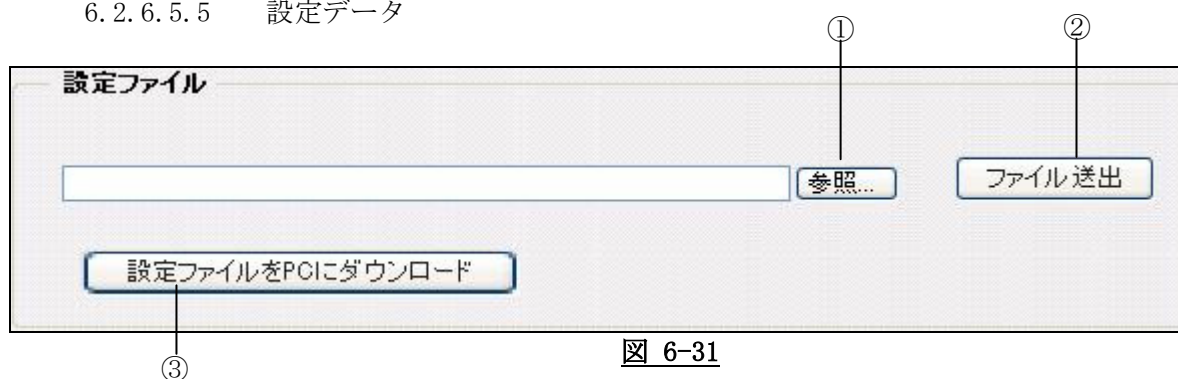 6.2.6.5.5 設定データ
① ②
設定ファイル
参照... ファイル送出
設定ファイルをPCにダウンロード
図 6-31
③